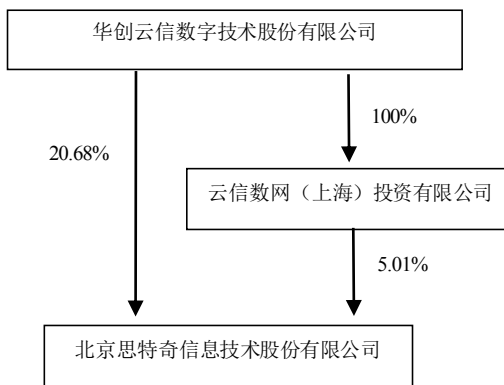 华创云信数字技术股份有限公司
100%
20.68%
云信数网（上海）投资有限公司
5.01%
北京思特奇信息技术股份有限公司